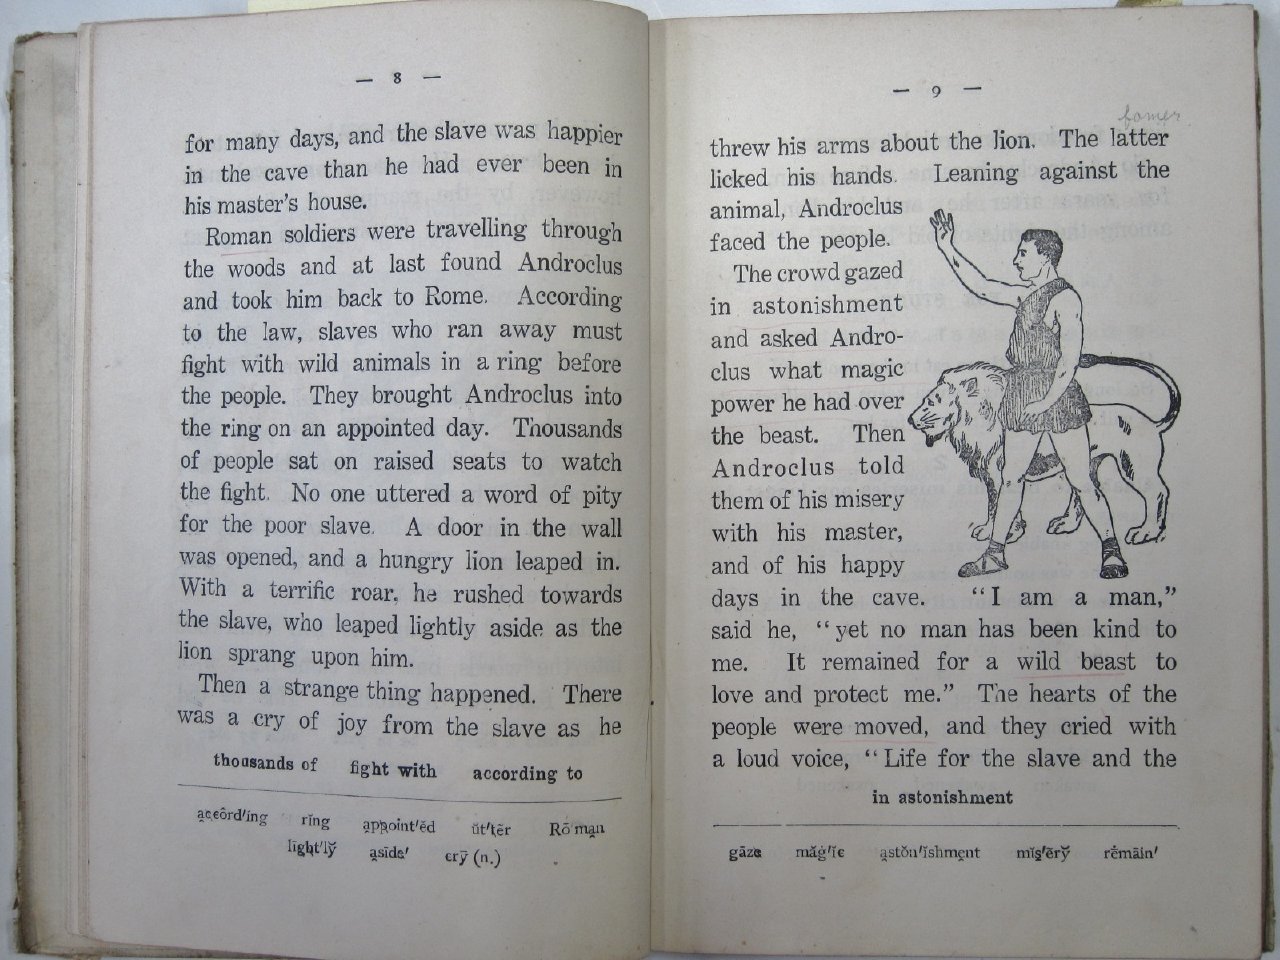 — 8 —
for many days, and the slave was happier
in the cave than he had ever been in
his master's house.
Roman soldiers were travelling through
the woods and at last found Androclus
and took him back to Rome. According
to the law, slaves who ran away must
fight with wild animals in a ring before
the people. They brought Androclus into
the ring on an appointed day. Thousands
of people sat on raised seats to watch
the fight. No one uttered a word of pity
for the poor slave. A door in the wall
was opened, and a hungry lion leaped in.
With a terrific roar, he rushed towards
the slave, who leaped lightly aside as the
lion sprang upon him.
Then a strange thing happened. There
was a cry of joy from the slave as he
thousands of fight with according to
a̤ccôrd′ing ring a̤ppoint′ĕd ŭt′tẽr Rō′ma̤n
līght′lў a̤sīde′ crȳ (n.)
— 9 —
fomer
threw his arms about the lion. The latter
licked his hands. Leaning against the
animal, Androclus
faced the people.
The crowd gazed
in astonishment
and asked Andro-
clus what magic
power he had over
the beast. Then
Androclus told
them of his misery
with his master,
and of his happy
days in the cave. "I am a man,"
said he, "yet no man has been kind to
me. It remained for a wild beast to
love and protect me." The hearts of the
people were moved, and they cried with
a loud voice, "Life for the slave and the
in astonishment
gāze măġ′ĭc a̤stŏn′ĭshme̤nt mĭs̤′ẽrў rḗmāin′